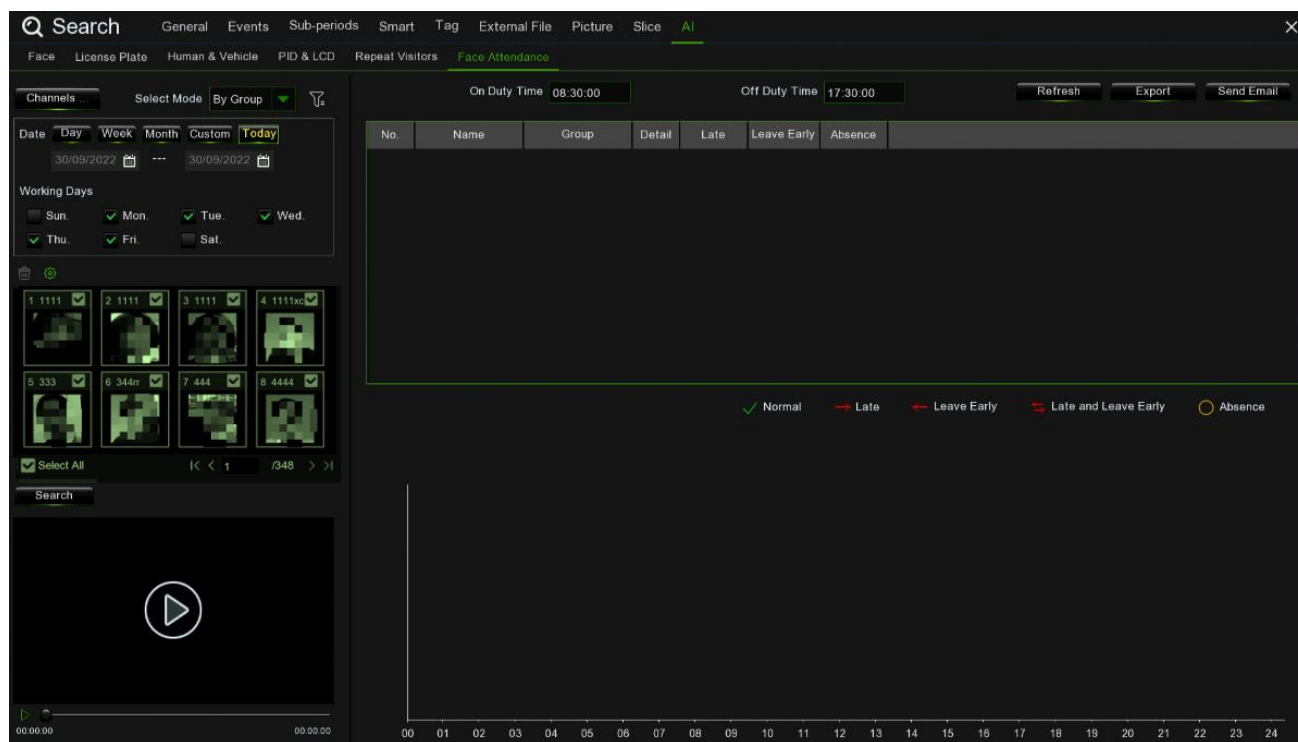 Search General Events Sub-periods Smart Tag External File Picture Slice AI
Face License Plate Human & Vehicle PID & LCD Repeat Visitors Face Attendance
Channels ... Select Mode By Group On Duty Time 08:30:00 Off Duty Time 17:30:00 Refresh Export Send Email
Date Day Week Month Custom Today
No. Name Group Detail Late Leave Early Absence
30/09/2022 --- 30/09/2022
Working Days
Sun. Mon. Tue. Wed.
Thu. Fri. Sat.
1 1111 2 1111 3 1111 4 1111xc
5 333 6 344rr 7 444 8 4444
Normal Late Leave Early Late and Leave Early Absence
Select All 1 /348
Search
00:00:00 00:00:00
00 01 02 03 04 05 06 07 08 09 10 11 12 13 14 15 16 17 18 19 20 21 22 23 24